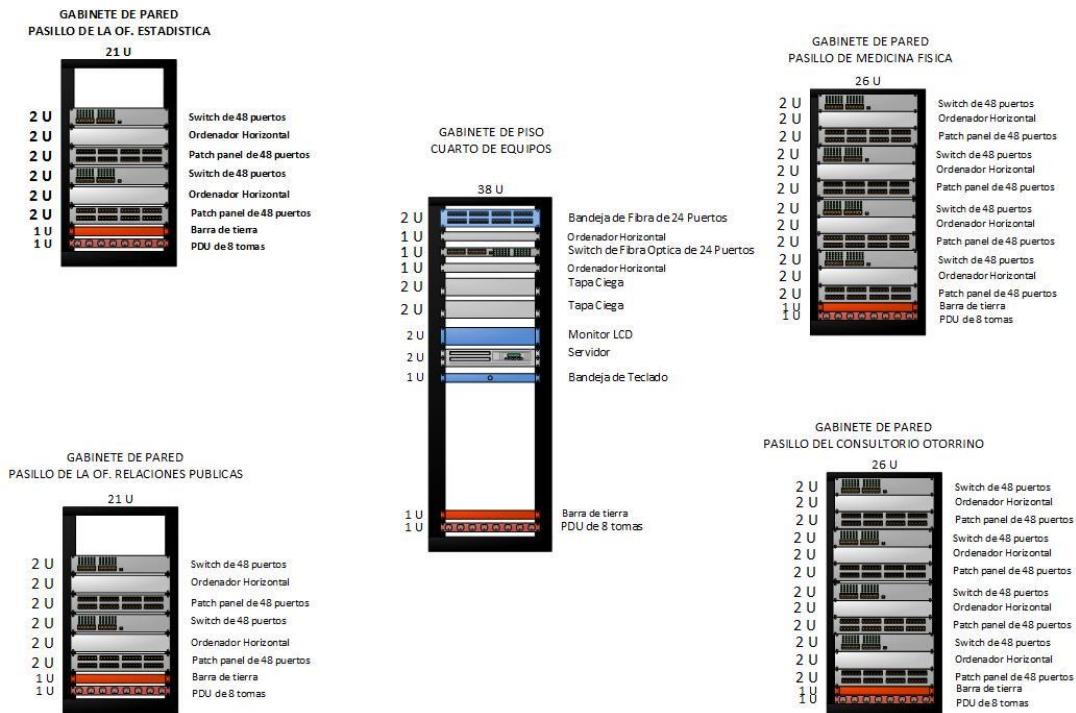 GABINETE DE PARED
PASILLO DE LA OF. ESTADISTICA
21 U
2 U Switch de 48 puertos
2 U Ordenador Horizontal
2 U Patch panel de 48 puertos
2 U Switch de 48 puertos
2 U Ordenador Horizontal
2 U Patch panel de 48 puertos
1 U Barra de tierra
1 U PDU de 8 tomas
GABINETE DE PISO
CUARTO DE EQUIPOS
38 U
2 U Bandeja de Fibra de 24 Puertos
1 U Ordenador Horizontal
1 U Switch de Fibra Optica de 24 Puertos
1 U Ordenador Horizontal
2 U Tapa Ciega
2 U Tapa Ciega
2 U Monitor LCD
2 U Servidor
1 U Bandeja de Teclado
1 U Barra de tierra
1 U PDU de 8 tomas
GABINETE DE PARED
PASILLO DE MEDICINA FISICA
26 U
2 U Switch de 48 puertos
2 U Ordenador Horizontal
2 U Patch panel de 48 puertos
2 U Switch de 48 puertos
2 U Ordenador Horizontal
2 U Patch panel de 48 puertos
2 U Switch de 48 puertos
2 U Ordenador Horizontal
2 U Patch panel de 48 puertos
2 U Switch de 48 puertos
2 U Ordenador Horizontal
2 U Patch panel de 48 puertos
1 U Barra de tierra
1 U PDU de 8 tomas
GABINETE DE PARED
PASILLO DE LA OF. RELACIONES PUBLICAS
21 U
2 U Switch de 48 puertos
2 U Ordenador Horizontal
2 U Patch panel de 48 puertos
2 U Switch de 48 puertos
2 U Ordenador Horizontal
2 U Patch panel de 48 puertos
1 U Barra de tierra
1 U PDU de 8 tomas
GABINETE DE PARED
PASILLO DEL CONSULTORIO OTORRINO
26 U
2 U Switch de 48 puertos
2 U Ordenador Horizontal
2 U Patch panel de 48 puertos
2 U Switch de 48 puertos
2 U Ordenador Horizontal
2 U Patch panel de 48 puertos
2 U Switch de 48 puertos
2 U Ordenador Horizontal
2 U Patch panel de 48 puertos
2 U Switch de 48 puertos
2 U Ordenador Horizontal
2 U Patch panel de 48 puertos
1 U Barra de tierra
1 U PDU de 8 tomas